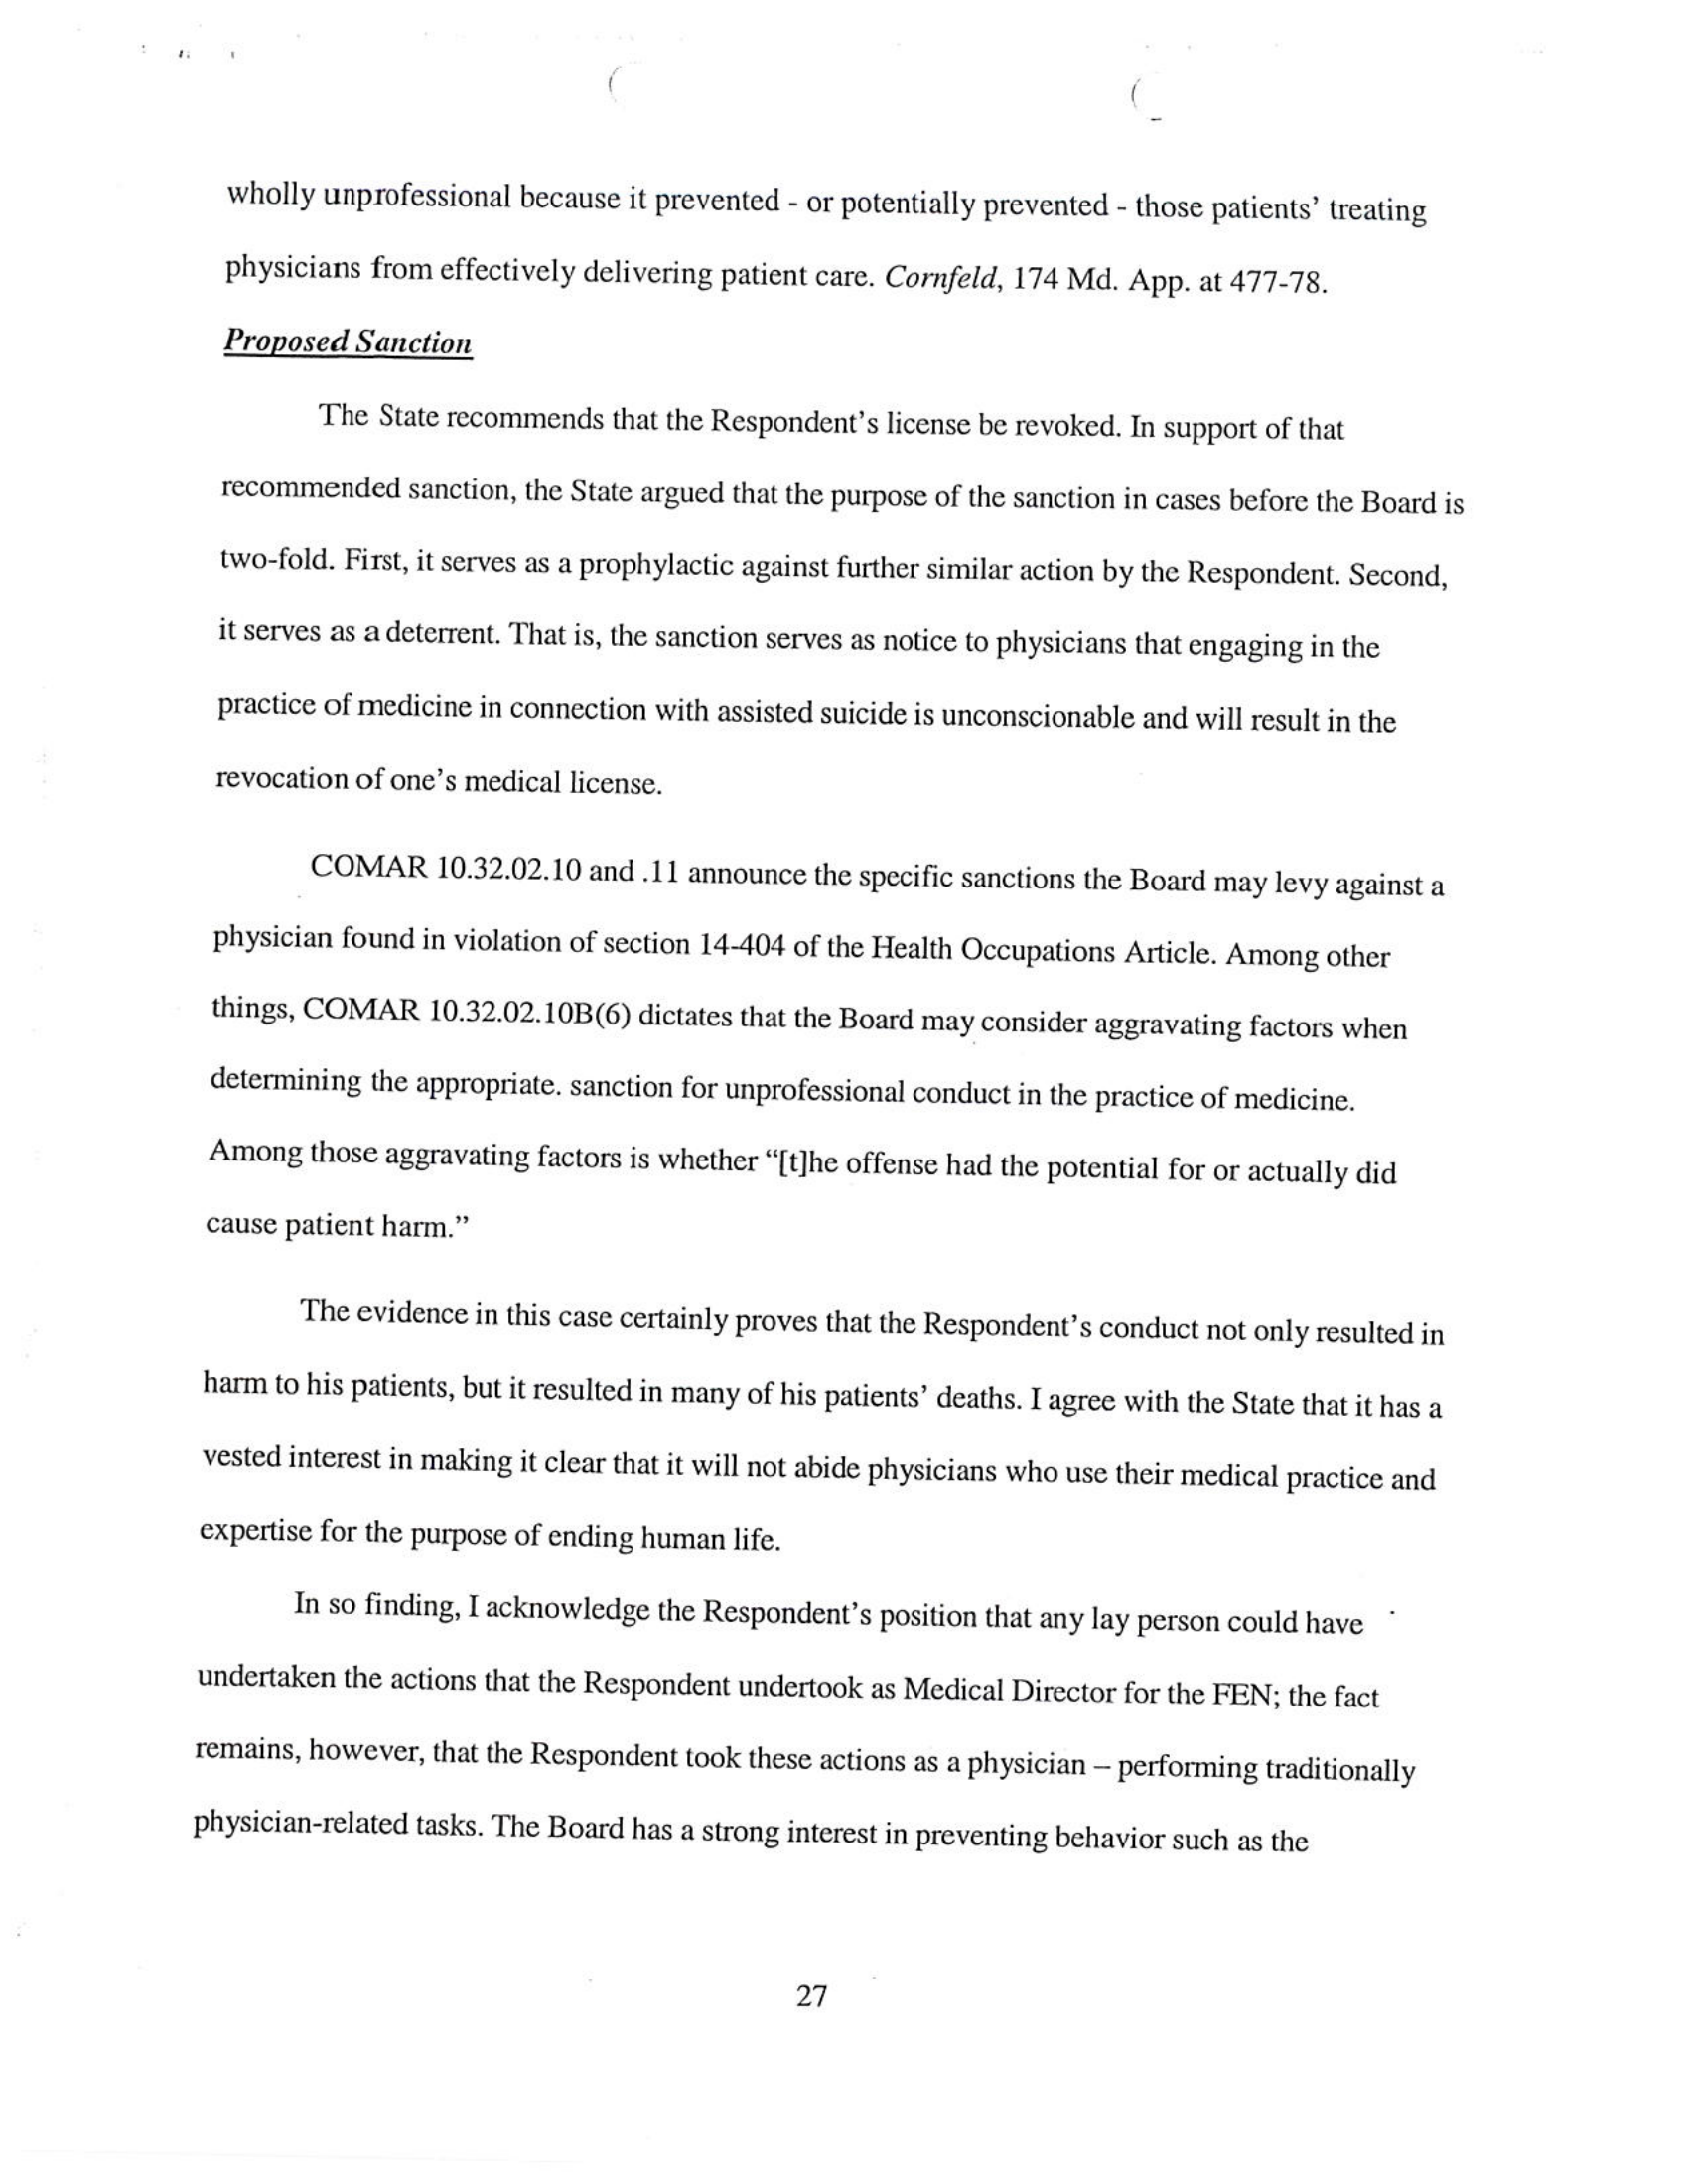 wholly unprofessional because it prevented - or potentially prevented - those patients' treating
physicians from effectively delivering patient care. Cornfeld, 174 Md. App. at 477-78.
Proposed Sanction
The State recommends that the Respondent's license be revoked. In support of that
recommended sanction, the State argued that the purpose of the sanction in cases before the Board is
two-fold. First, it serves as a prophylactic against further similar action by the Respondent. Second,
it serves as a deterrent. That is, the sanction serves as notice to physicians that engaging in the
practice of medicine in connection with assisted suicide is unconscionable and will result in the
revocation of one's medical license.
COMAR 10.32.02.10 and .11 announce the specific sanctions the Board may levy against a
physician found in violation of section 14-404 of the Health Occupations Article. Among other
things, COMAR 10.32.02.10B(6) dictates that the Board may consider aggravating factors when
determining the appropriate. sanction for unprofessional conduct in the practice of medicine.
Among those aggravating factors is whether "[t]he offense had the potential for or actually did
cause patient harm."
The evidence in this case certainly proves that the Respondent's conduct not only resulted in
harm to his patients, but it resulted in many of his patients' deaths. I agree with the State that it has a
vested interest in making it clear that it will not abide physicians who use their medical practice and
expertise for the purpose of ending human life.
In so finding, I acknowledge the Respondent's position that any lay person could have
undertaken the actions that the Respondent undertook as Medical Director for the FEN; the fact
remains, however, that the Respondent took these actions as a physician – performing traditionally
physician-related tasks. The Board has a strong interest in preventing behavior such as the
27